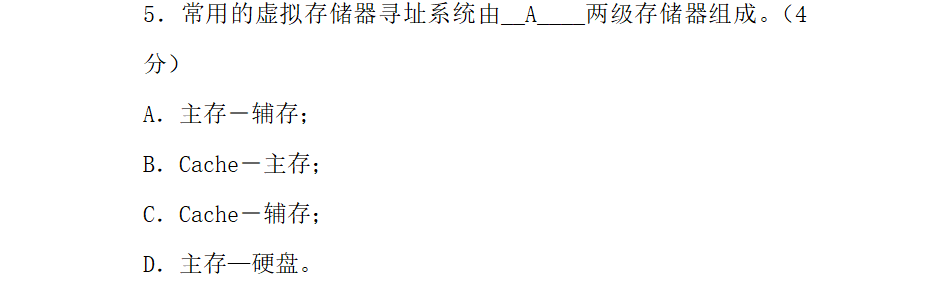 5. 常用的虚拟存储器寻址系统由__A____两级存储器组成。（4
分）
A. 主存－辅存；
B. Cache－主存；
C. Cache－辅存；
D. 主存—硬盘。